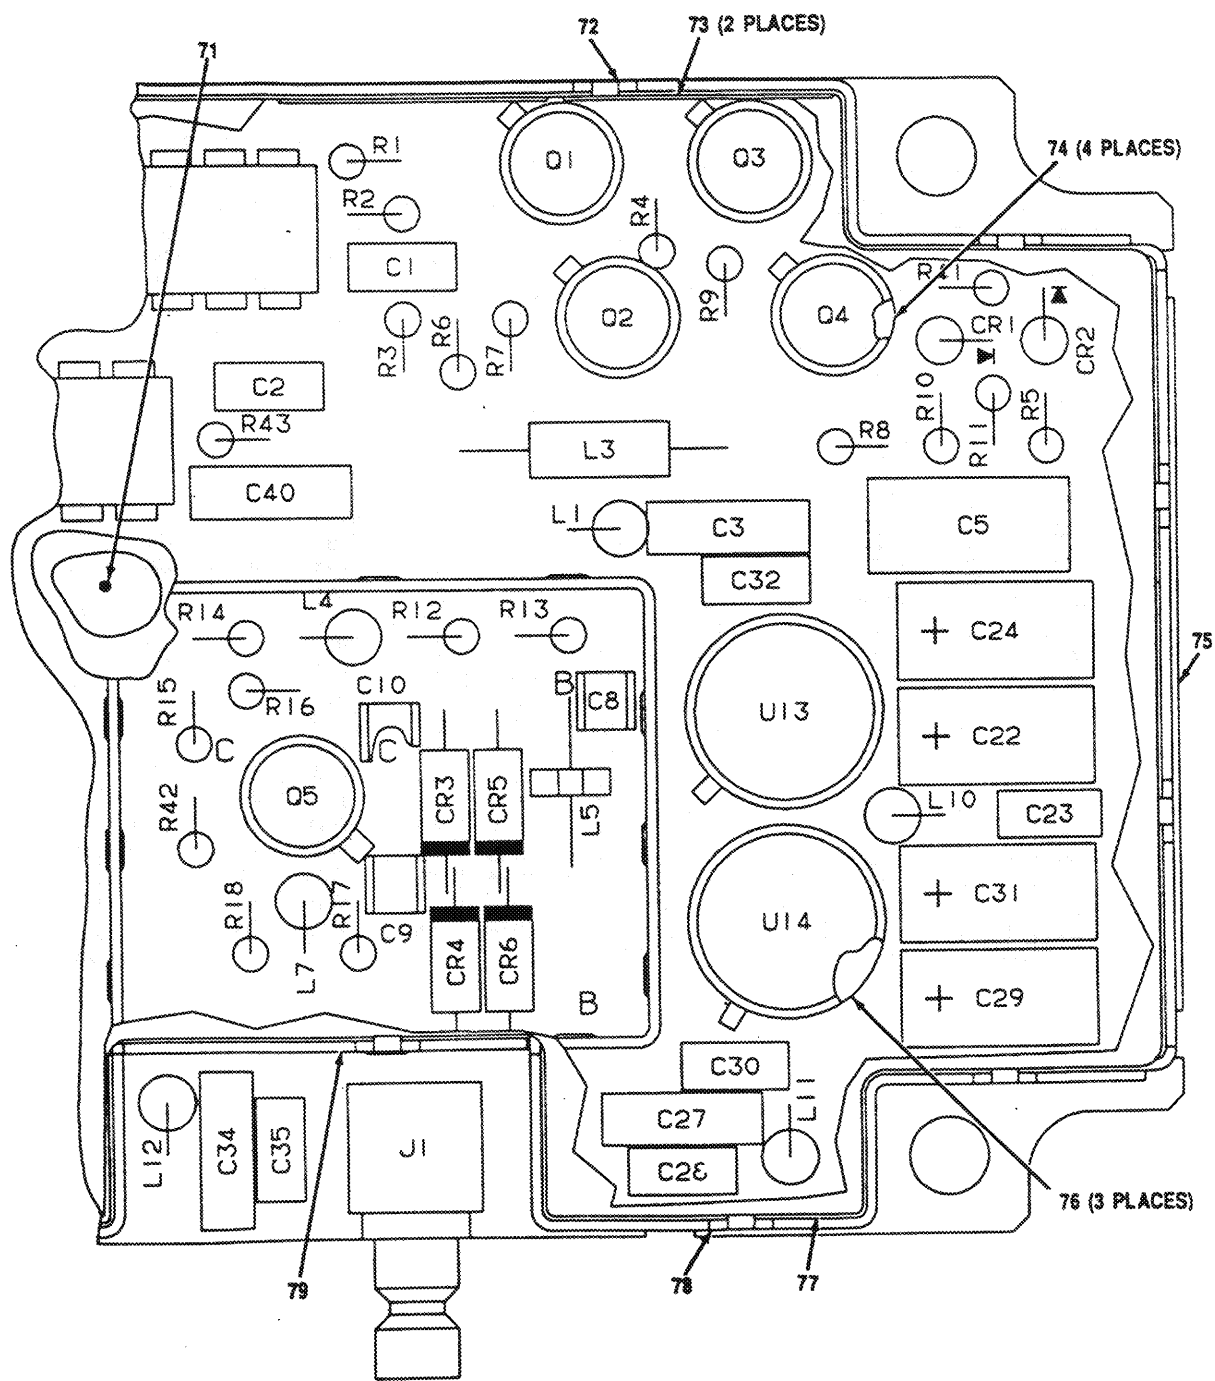 72
73 (2 PLACES)
71
74 (4 PLACES)
R1
Q1
Q3
R2
R4
C1
R41
R9
Q2
Q4
CR1
CR2
R3
R6
R7
C2
R10
R5
R43
R11
R8
L3
C40
L1
C3
C5
C32
R14
L4
R12
R13
C24
75
R15
R16
C10
B
C8
U13
C22
C
C
R42
Q5
CR3
CR5
L5
L10
C23
R18
R17
C9
C31
U14
L7
CR4
CR6
B
C29
C30
L11
C27
L12
C34
C35
J1
C28
76 (3 PLACES)
79
78
77